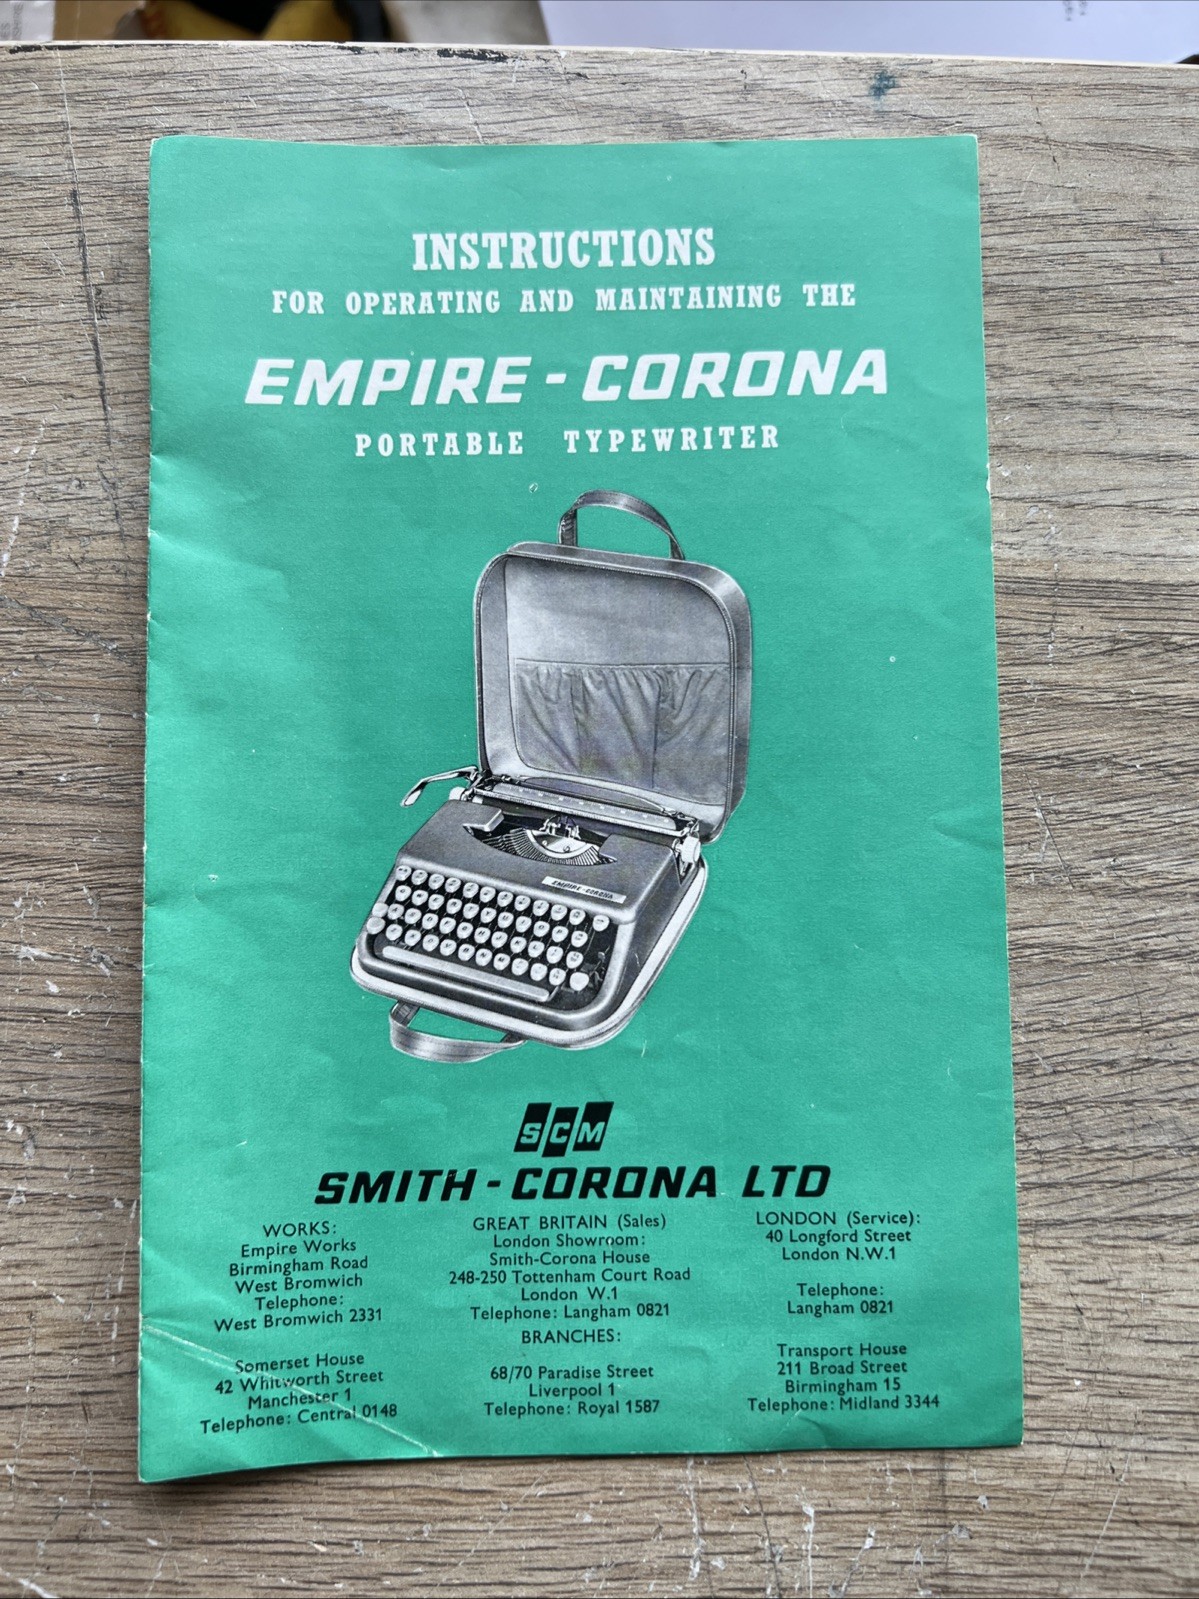 INSTRUCTIONS
FOR OPERATING AND MAINTAINING THE
EMPIRE - CORONA
PORTABLE TYPEWRITER
EMPIRE-CORONA
SCM
SMITH - CORONA LTD
WORKS:
Empire Works
Birmingham Road
West Bromwich
Telephone:
West Bromwich 2331
GREAT BRITAIN (Sales)
London Showroom:
Smith-Corona House
248-250 Tottenham Court Road
London W.1
Telephone: Langham 0821
LONDON (Service):
40 Longford Street
London N.W.1
Telephone:
Langham 0821
BRANCHES:
Somerset House
42 Whitworth Street
Manchester 1
Telephone: Central 0148
68/70 Paradise Street
Liverpool 1
Telephone: Royal 1587
Transport House
211 Broad Street
Birmingham 15
Telephone: Midland 3344